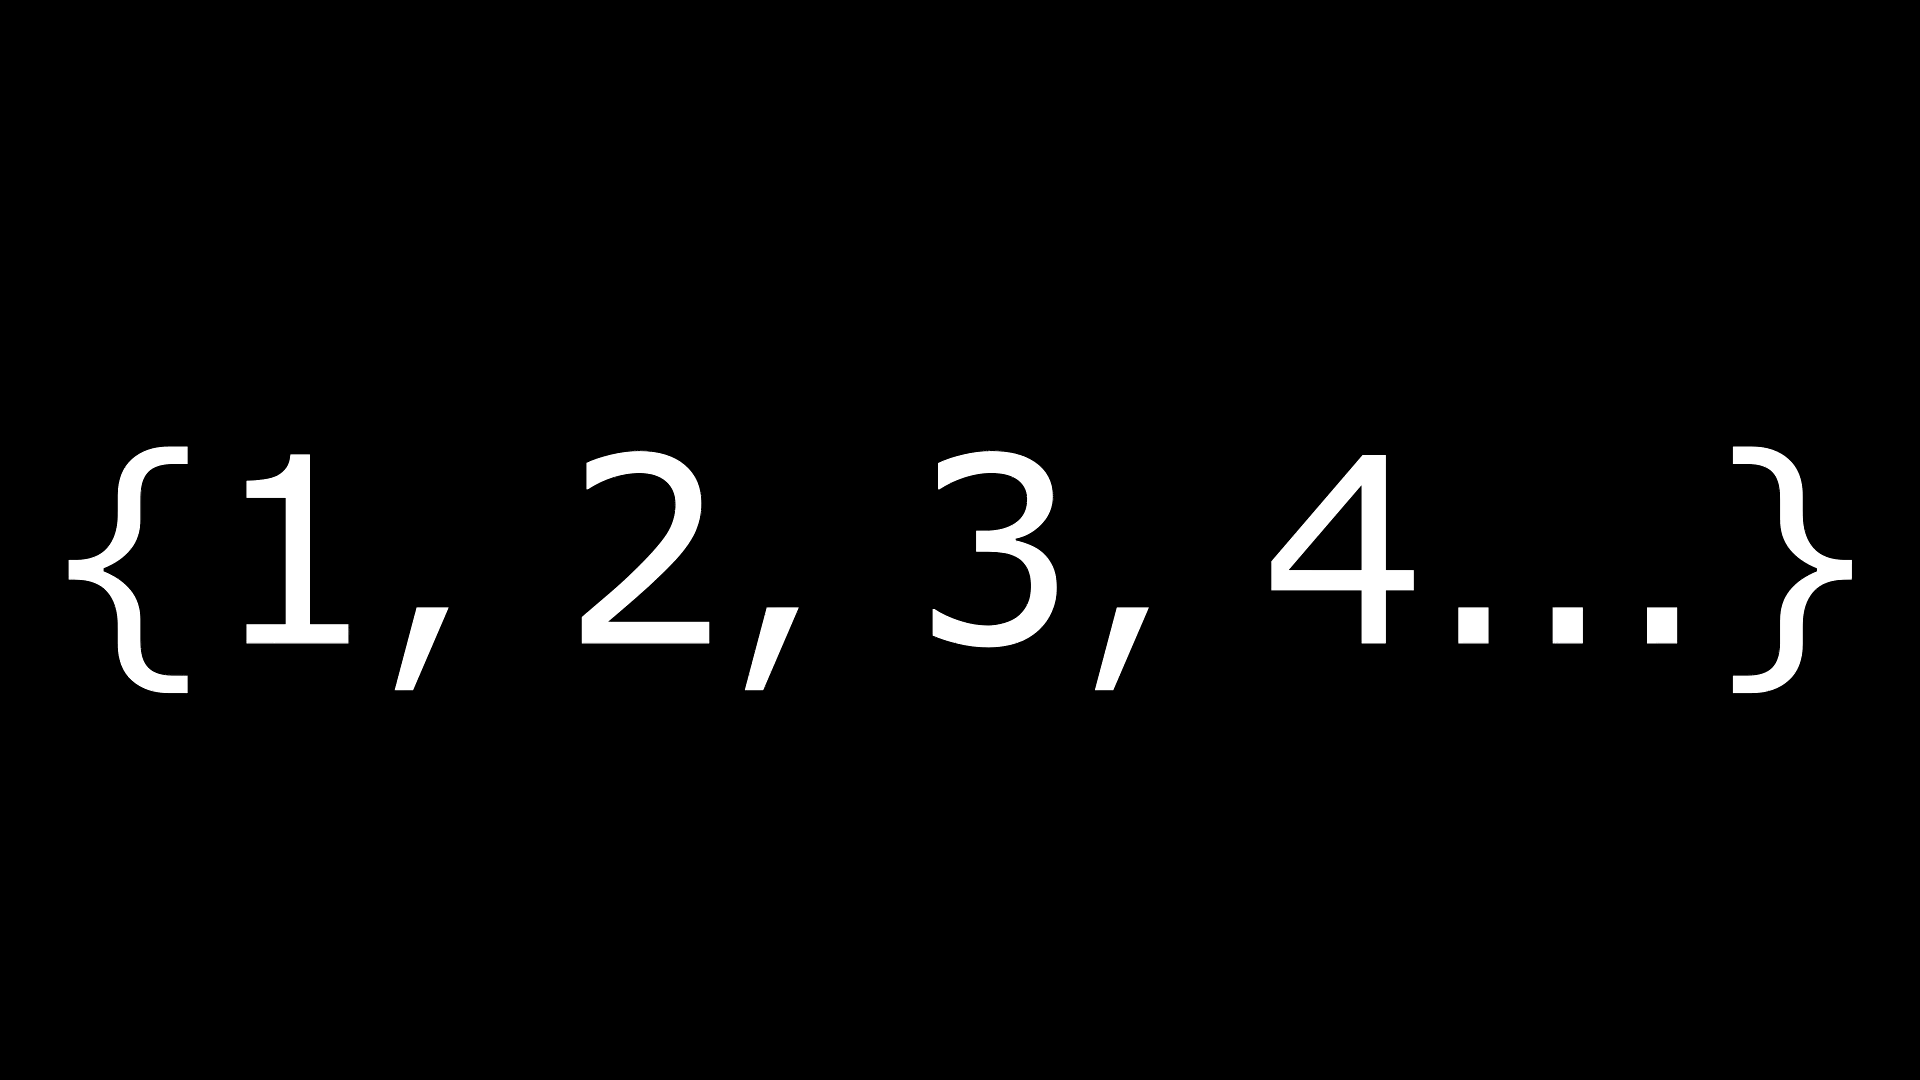 {1, 2, 3, 4...}